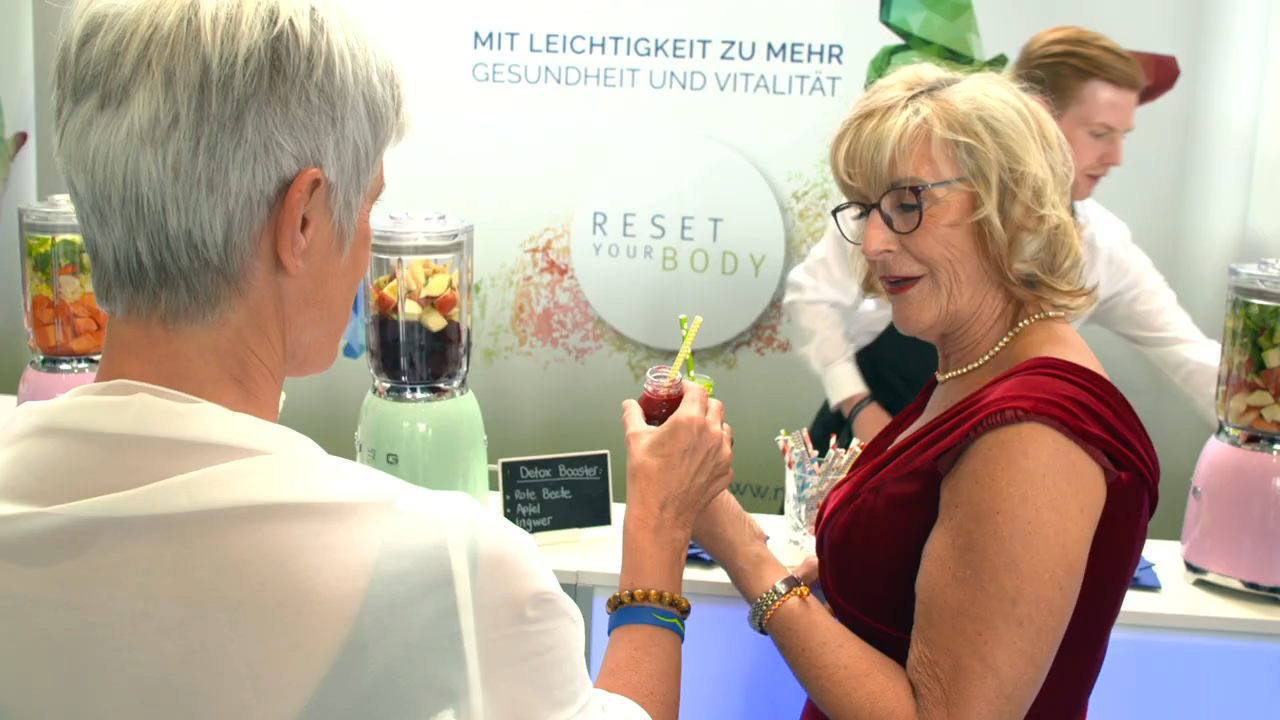 MIT LEICHTIGKEIT ZU MEHR
GESUNDHEIT UND VITALITÄT
RESET
YOUR BODY
Detox Booster:
• Rote Beete
• Apfel
• Ingwer